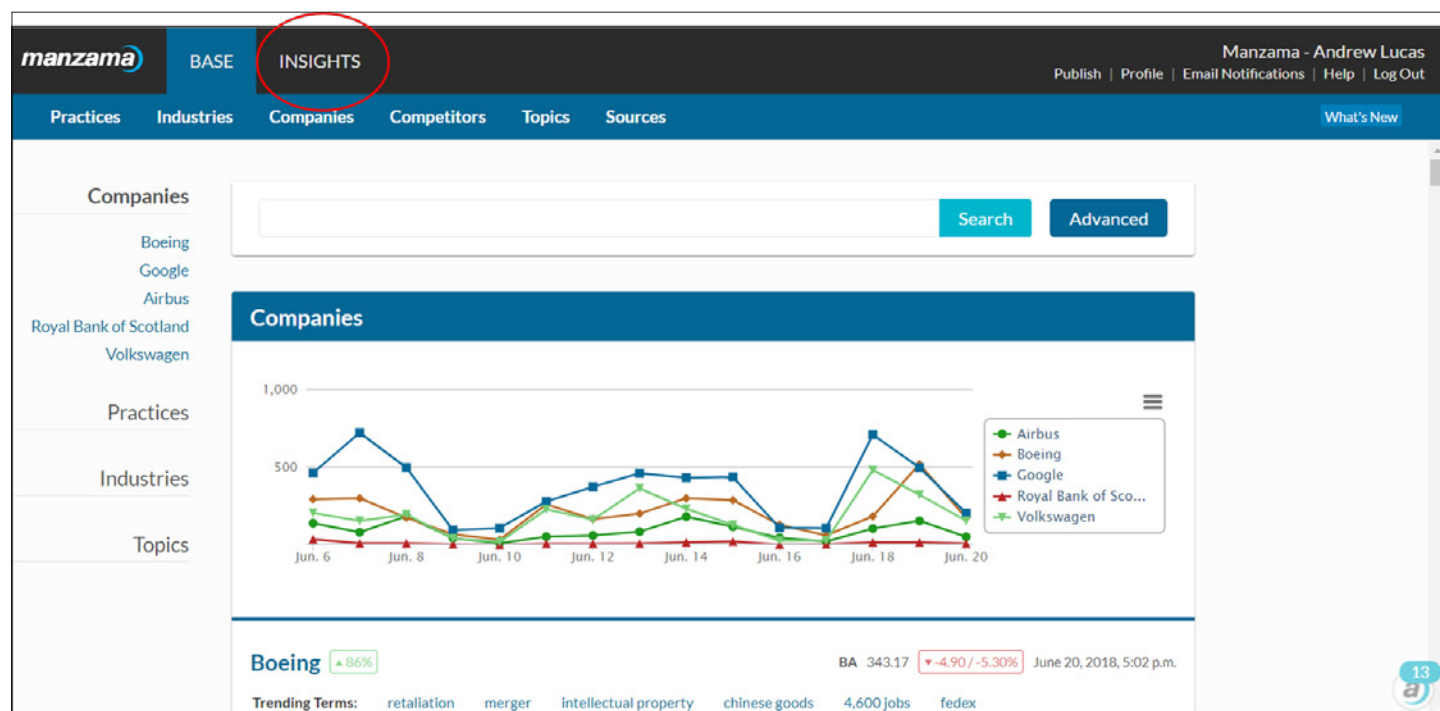 manzama BASE INSIGHTS
Manzama - Andrew Lucas
Publish | Profile | Email Notifications | Help | Log Out
Practices Industries Companies Competitors Topics Sources What's New
Companies
Boeing
Google
Airbus
Royal Bank of Scotland
Volkswagen
Practices
Industries
Topics
Search Advanced
Companies
1,000
500
Jun. 6 Jun. 8 Jun. 10 Jun. 12 Jun. 14 Jun. 16 Jun. 18 Jun. 20
Airbus
Boeing
Google
Royal Bank of Sco...
Volkswagen
Boeing ▲86% BA 343.17 ▼-4.90 / -5.30% June 20, 2018, 5:02 p.m.
Trending Terms: retaliation merger intellectual property chinese goods 4,600 jobs fedex
13
a